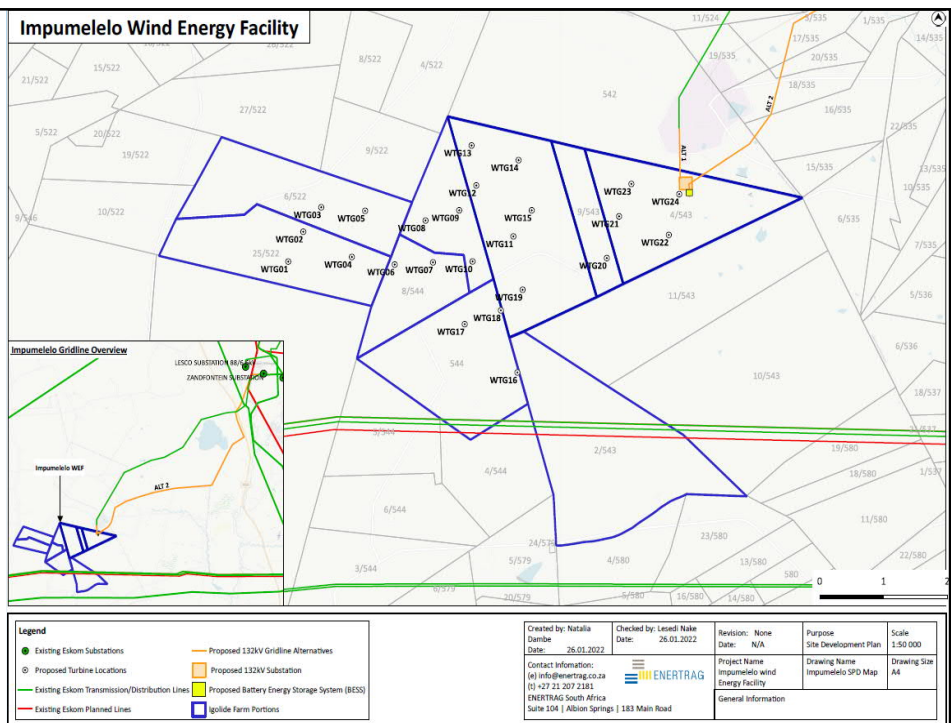 Impumelelo Wind Energy Facility
11/524
3/535
1/535
14/535
17/535
19/535
20/535
8/522
4/522
15/522
21/522
18/535
542
27/522
16/535
22/535
5/522
20/522
19/522
9/522
15/535
13/535
10/535
10/522
9/546
6/522
9/543
4/543
6/535
7/535
25/522
8/544
11/543
5/536
544
6/536
10/543
18/537
3/544
2/543
19/580
1/537
4/544
18/580
6/544
11/580
24/575
23/580
22/580
3/544
5/579
4/580
13/580
580
6/579
20/579
5/580
16/580
14/580
ALT 1
ALT 2
WTG13
WTG14
WTG12
WTG23
WTG24
WTG03
WTG05
WTG09
WTG15
WTG08
WTG21
WTG02
WTG11
WTG22
WTG01
WTG04
WTG06
WTG07
WTG10
WTG20
WTG19
WTG18
WTG17
WTG16
0 1 2
Impumelelo Gridline Overview
ZANDFONTEIN SUBSTATION
Impumelelo WEF
ALT 2
Legend
Existing Eskom Substations
Proposed Turbine Locations
Existing Eskom Transmission/Distribution Lines
Existing Eskom Planned Lines
Proposed 132kV Gridline Alternatives
Proposed 132kV Substation
Proposed Battery Energy Storage System (BESS)
Igolide Farm Portions
Created by: Natalia
Dambe
Date: 26.01.2022
Checked by: Lesedi Nake
Date: 26.01.2022
Revision: None
Date: N/A
Purpose
Site Development Plan
Scale
1:50 000
Contact Infomation:
(e) info@enertrag.co.za
(t) +27 21 207 2181
ENERTRAG South Africa
Suite 104 | Albion Springs | 183 Main Road
ENERTRAG
Project Name
Impumelelo wind
Energy Facility
Drawing Name
Impumelelo SPD Map
Drawing Size
A4
General Information